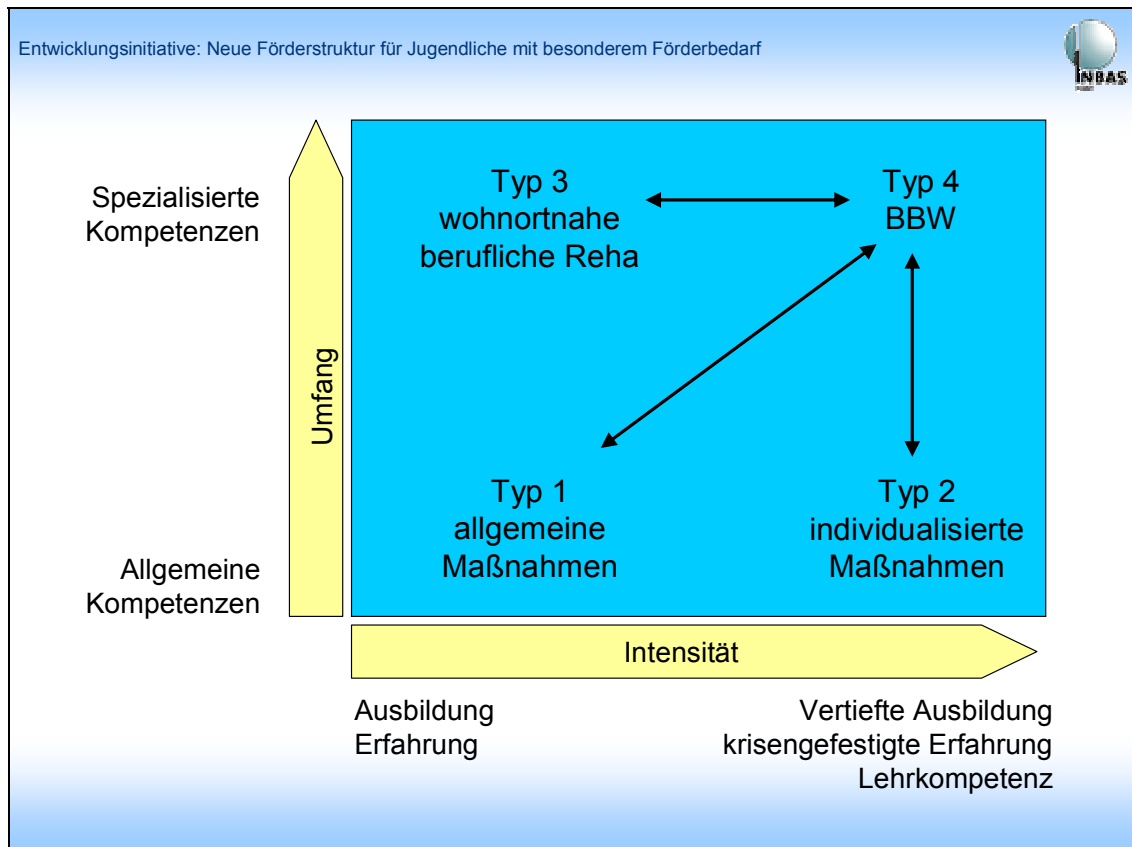 Entwicklungsinitiative: Neue Förderstruktur für Jugendliche mit besonderem Förderbedarf
INBAS
Spezialisierte
Kompetenzen
Typ 3
wohnortnahe
berufliche Reha
Typ 4
BBW
Umfang
Typ 1
allgemeine
Maßnahmen
Typ 2
individualisierte
Maßnahmen
Allgemeine
Kompetenzen
Intensität
Ausbildung
Erfahrung
Vertiefte Ausbildung
krisengefestigte Erfahrung
Lehrkompetenz